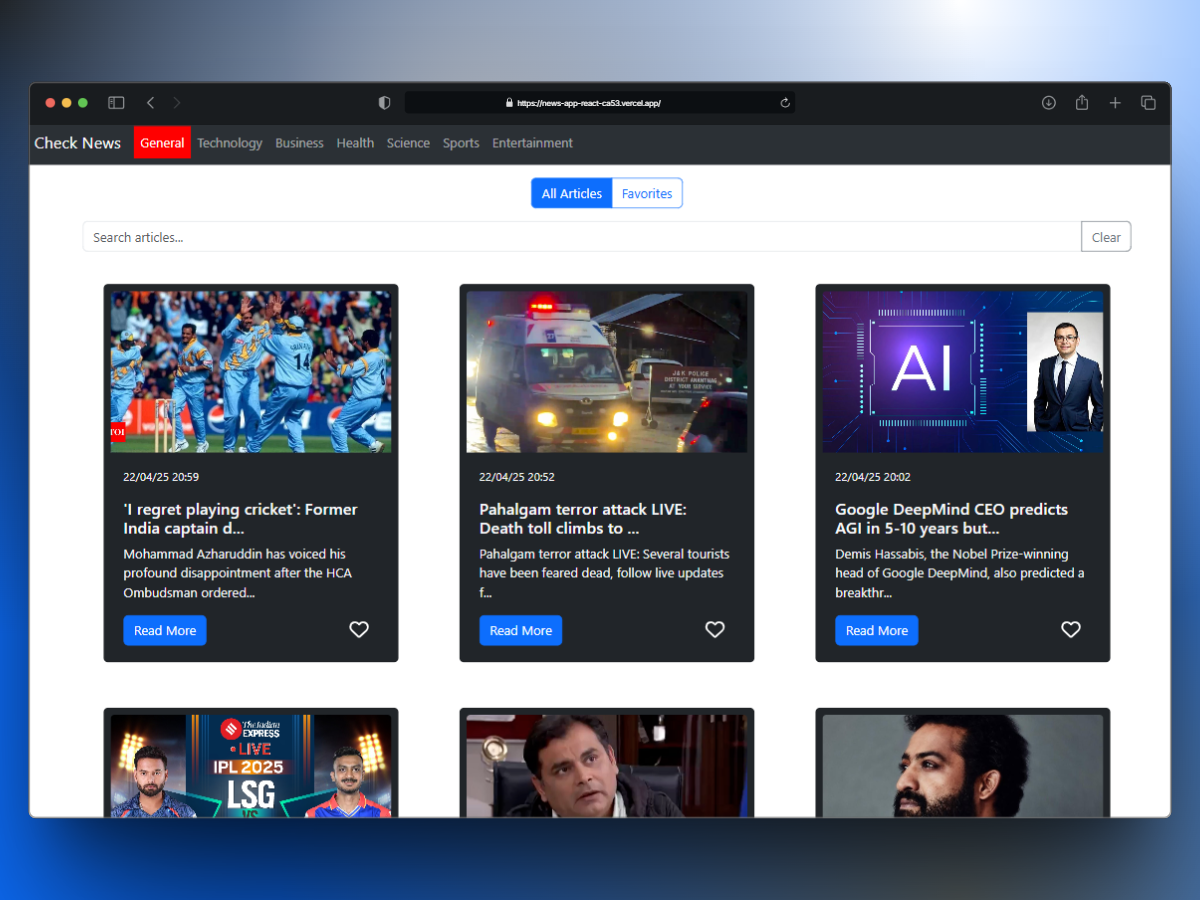 https://news-app-react-ca53.vercel.app/
Check News General Technology Business Health Science Sports Entertainment
All Articles Favorites
Search articles... Clear
14
TOI
J&K POLICE
DISTRICT ANANTNAG
AT YOUR SERVICE
AI
22/04/25 20:59
'I regret playing cricket': Former
India captain d...
Mohammad Azharuddin has voiced his
profound disappointment after the HCA
Ombudsman ordered...
Read More
22/04/25 20:52
Pahalgam terror attack LIVE:
Death toll climbs to ...
Pahalgam terror attack LIVE: Several tourists
have been feared dead, follow live updates
f...
Read More
22/04/25 20:02
Google DeepMind CEO predicts
AGI in 5-10 years but...
Demis Hassabis, the Nobel Prize-winning
head of Google DeepMind, also predicted a
breakthr...
Read More
The Indian
EXPRESS
LIVE
IPL 2025
LSG
VS